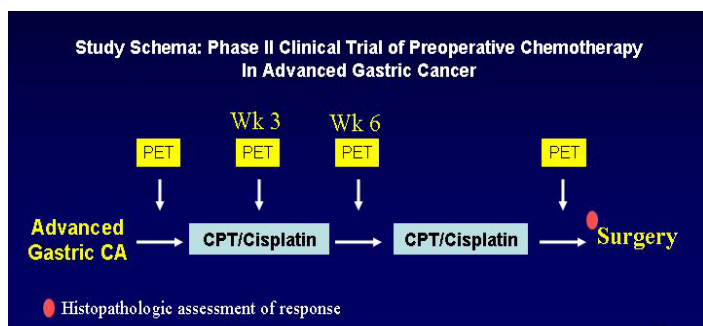 Study Schema: Phase II Clinical Trial of Preoperative Chemotherapy
In Advanced Gastric Cancer
Wk 3
Wk 6
PET
PET
PET
PET
Advanced
Gastric CA
CPT/Cisplatin
CPT/Cisplatin
Surgery
Histopathologic assessment of response